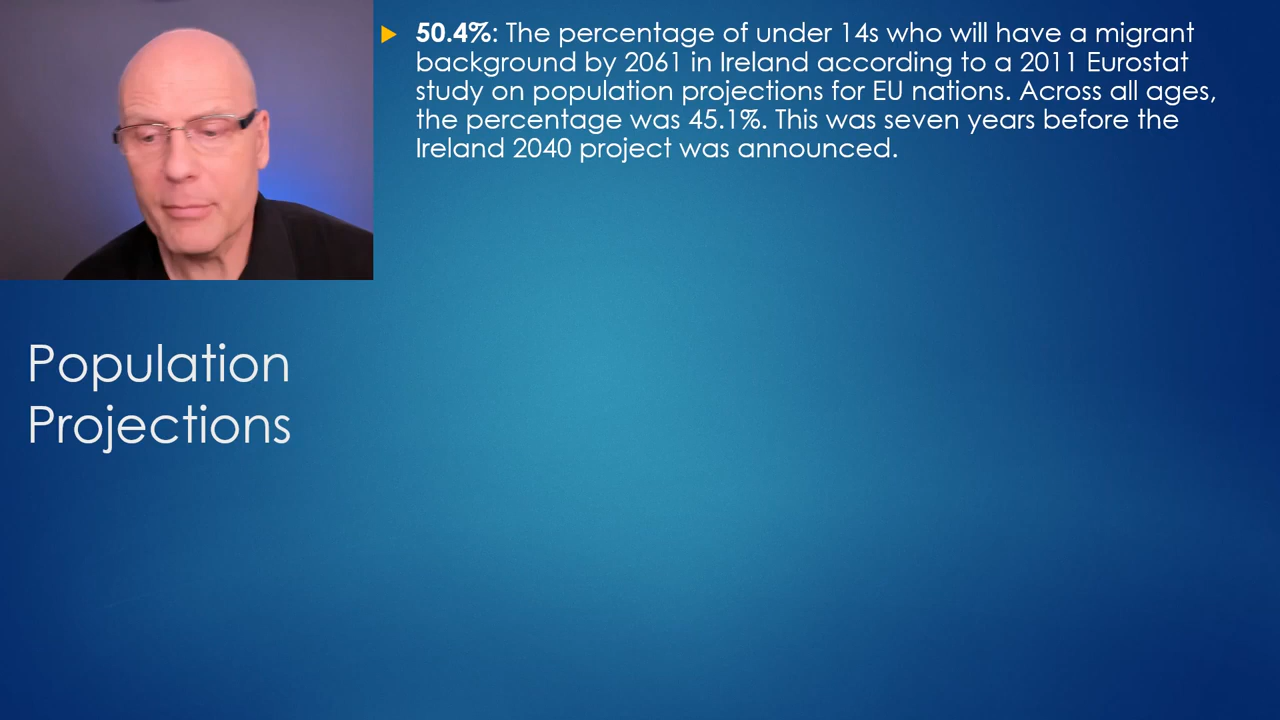 50.4%: The percentage of under 14s who will have a migrant
background by 2061 in Ireland according to a 2011 Eurostat
study on population projections for EU nations. Across all ages,
the percentage was 45.1%. This was seven years before the
Ireland 2040 project was announced.
Population
Projections